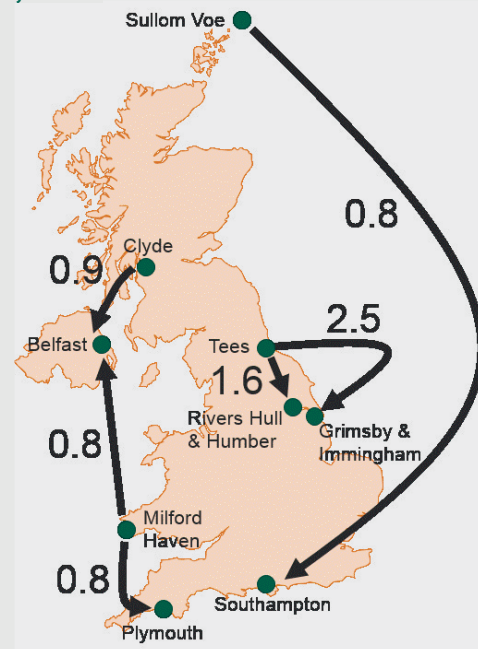 Sullom Voe
0.8
Clyde
0.9
Belfast
Tees
2.5
1.6
Rivers Hull
& Humber
Grimsby &
Immingham
0.8
Milford
Haven
0.8
Southampton
Plymouth